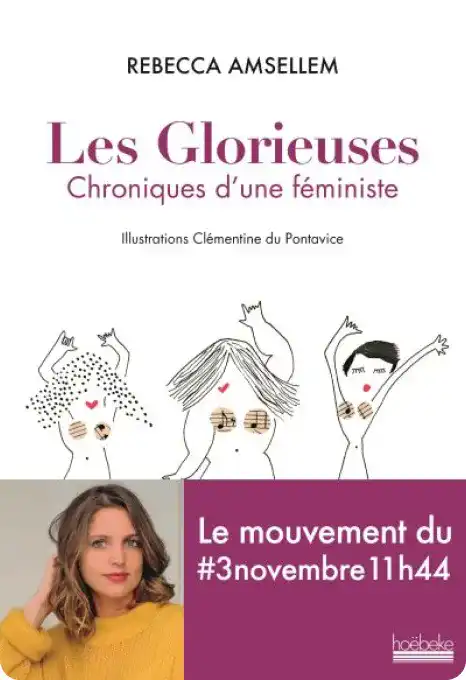 REBECCA AMSELLEM
Les Glorieuses
Chroniques d'une féministe
Illustrations Clémentine du Pontavice
Le mouvement du
#3novembre11h44
hoëbeke